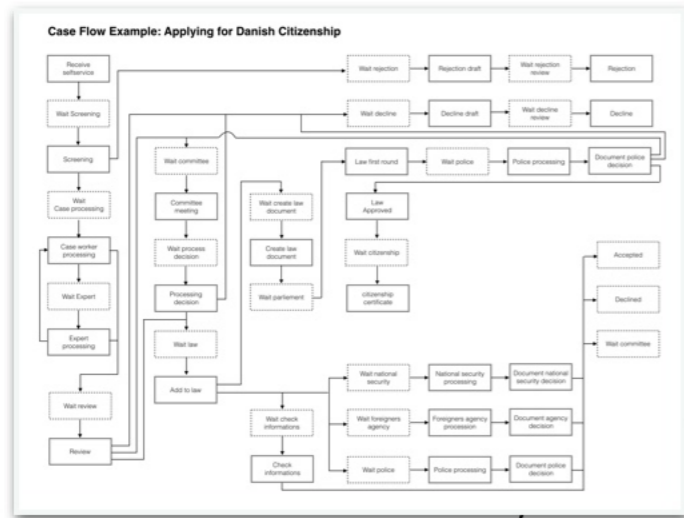 Case Flow Example: Applying for Danish Citizenship
Receive
selfservice
Wait Screening
Screening
Wait
Case processing
Case worker
processing
Wait Expert
Expert
processing
Wait review
Review
Wait rejection
Rejection draft
Wait rejection
review
Rejection
Wait decline
Decline draft
Wait decline
review
Decline
Wait committee
Committee
meeting
Wait process
decision
Processing
decision
Wait law
Add to law
Wait create law
document
Create law
document
Wait parlement
Law first round
Wait police
Police processing
Document police
decision
Law
Approved
Wait citizenship
citizenship
certificate
Accepted
Declined
Wait committee
Wait national
security
National security
processing
Document national
security decision
Wait check
informations
Check
informations
Wait foreigners
agency
Foreigners agency
procession
Document agency
decision
Wait police
Police processing
Document police
decision